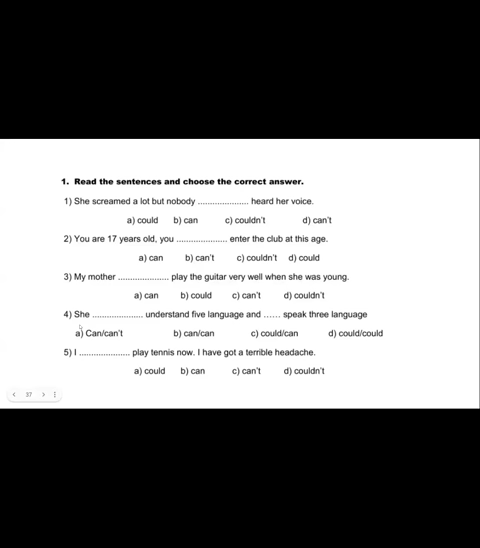 1. Read the sentences and choose the correct answer.
1) She screamed a lot but nobody ..................... heard her voice.
a) could b) can c) couldn't d) can't
2) You are 17 years old, you ..................... enter the club at this age.
a) can b) can't c) couldn't d) could
3) My mother ..................... play the guitar very well when she was young.
a) can b) could c) can't d) couldn't
4) She ..................... understand five language and ...... speak three language
a) Can/can't b) can/can c) could/can d) could/could
5) I ..................... play tennis now. I have got a terrible headache.
a) could b) can c) can't d) couldn't
37